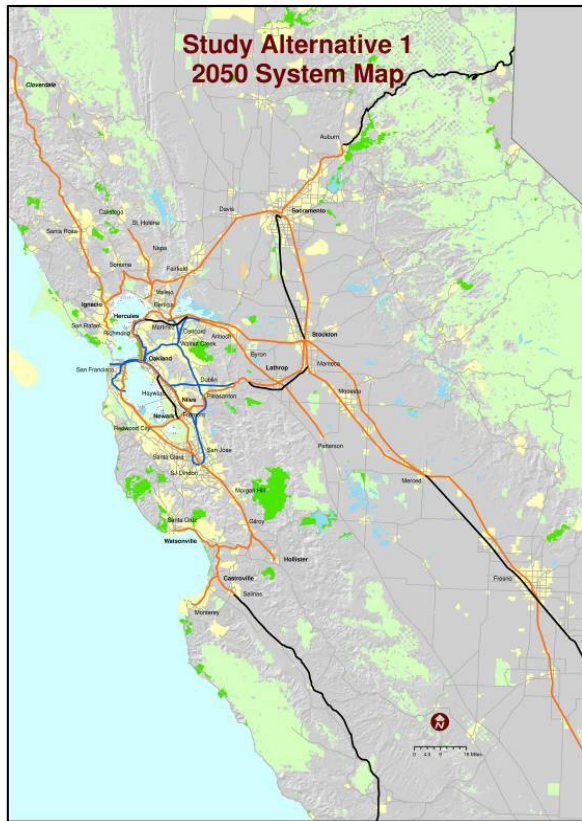 Study Alternative 1
2050 System Map
Cloverdale
Auburn
Calistoga
St. Helena
Davis
Sacramento
Santa Rosa
Napa
Sonoma
Fairfield
Vallejo
Ignacio
Benicia
Hercules
San Rafael
Richmond
Martinez
Concord
Antioch
Stockton
Walnut Creek
Byron
Oakland
Lathrop
Manteca
San Francisco
Dublin
Hayward
Niles
Pleasanton
Modesto
Newark
Fremont
Redwood City
Patterson
San Jose
Santa Clara
SJ Diridon
Merced
Morgan Hill
Santa Cruz
Gilroy
Watsonville
Fresno
Hollister
Castroville
Salinas
Monterey
N